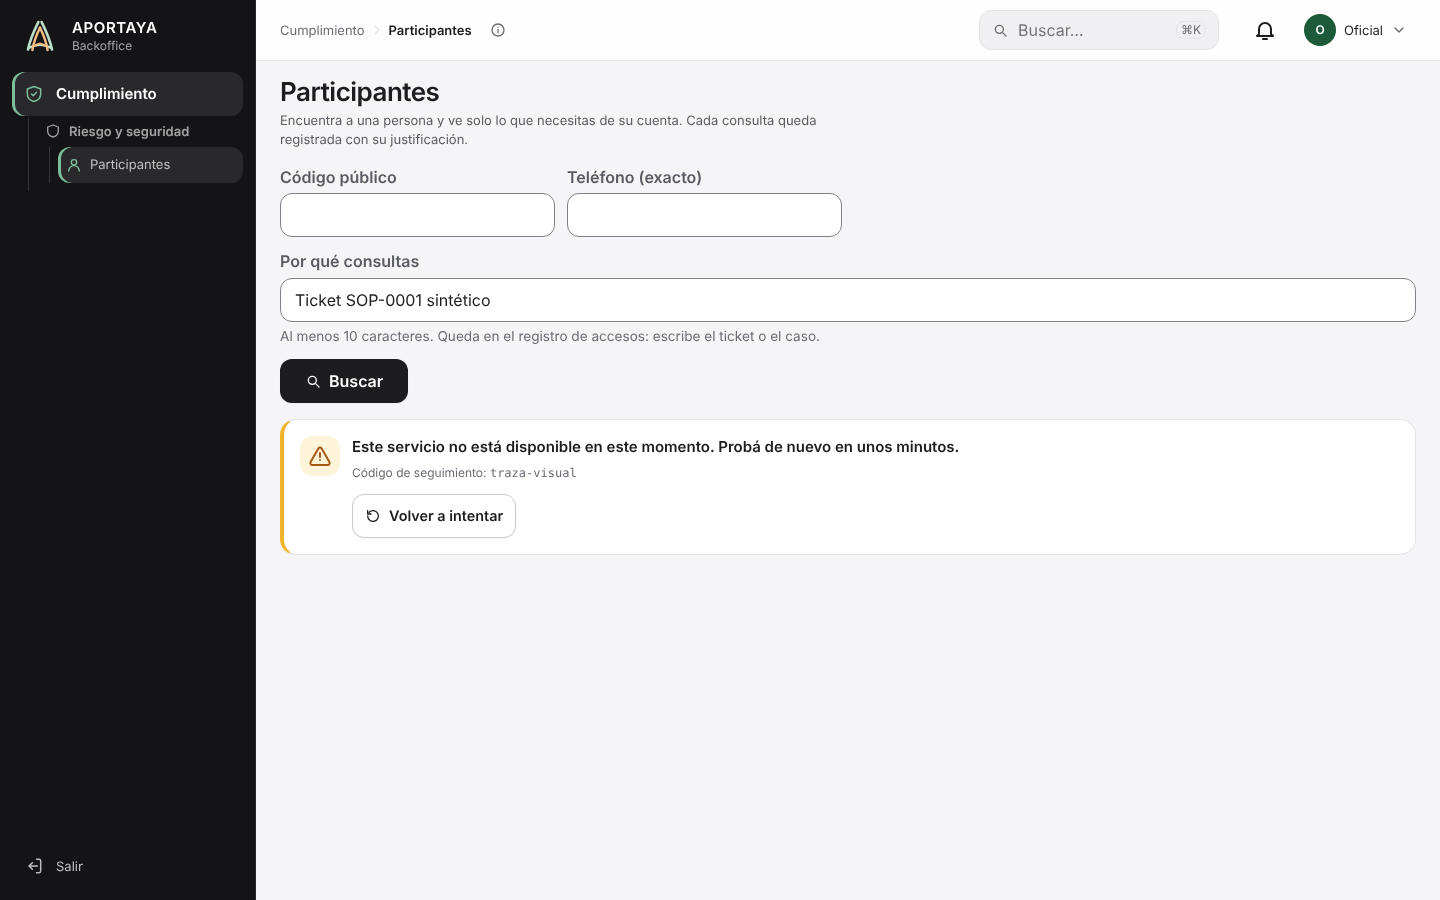 APORTAYA
Backoffice
Cumplimiento
Riesgo y seguridad
Participantes
Salir
Cumplimiento Participantes
Buscar... ⌘K
O Oficial
Participantes
Encuentra a una persona y ve solo lo que necesitas de su cuenta. Cada consulta queda
registrada con su justificación.
Código público Teléfono (exacto)
Por qué consultas
Ticket SOP-0001 sintético
Al menos 10 caracteres. Queda en el registro de accesos: escribe el ticket o el caso.
Buscar
Este servicio no está disponible en este momento. Probá de nuevo en unos minutos.
Código de seguimiento: traza-visual
Volver a intentar